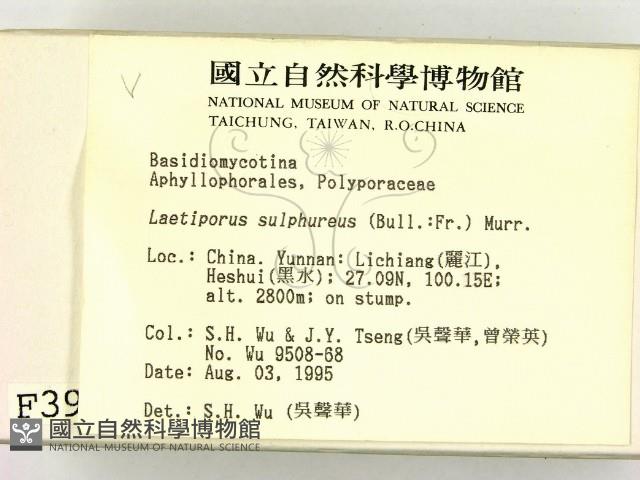 國立自然科學博物館
NATIONAL MUSEUM OF NATURAL SCIENCE
TAICHUNG, TAIWAN, R.O.CHINA
Basidiomycotina
Aphyllophorales, Polyporaceae
Laetiporus sulphureus (Bull.:Fr.) Murr.
Loc.: China. Yunnan: Lichiang(麗江),
Heshui(黑水); 27.09N, 100.15E;
alt. 2800m; on stump.
Col.: S.H. Wu & J.Y. Tseng(吳聲華,曾榮英)
No. Wu 9508-68
Date: Aug. 03, 1995
Det.: S.H. Wu (吳聲華)
F39
國立自然科學博物館
NATIONAL MUSEUM OF NATURAL SCIENCE